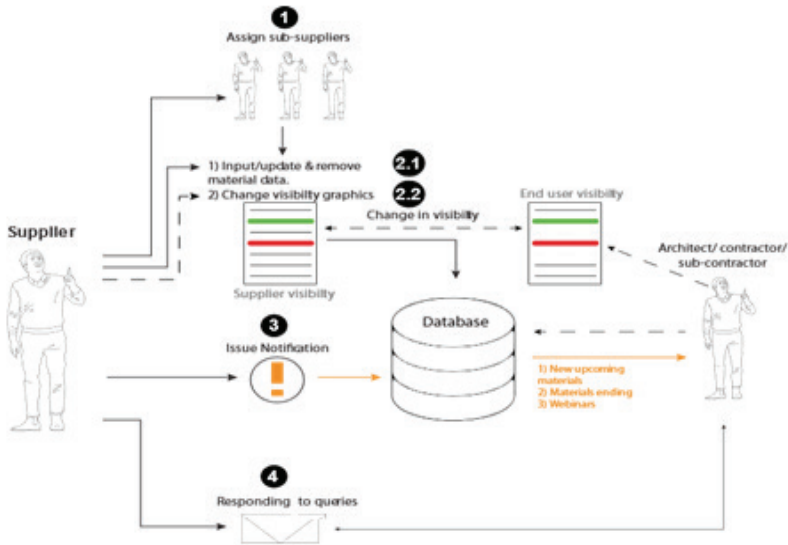 1
Assign sub-suppliers
1) Input/update & remove
material data.
2.1
2) Change visibilty graphics
2.2
End user visibility
Change in visibility
Supplier
Supplier visibilty
Architect/ contractor/
sub-contractor
3
Issue Notification
Database
1) New upcoming
materials
2) Materials ending
3) Webinars
4
Responding to queries